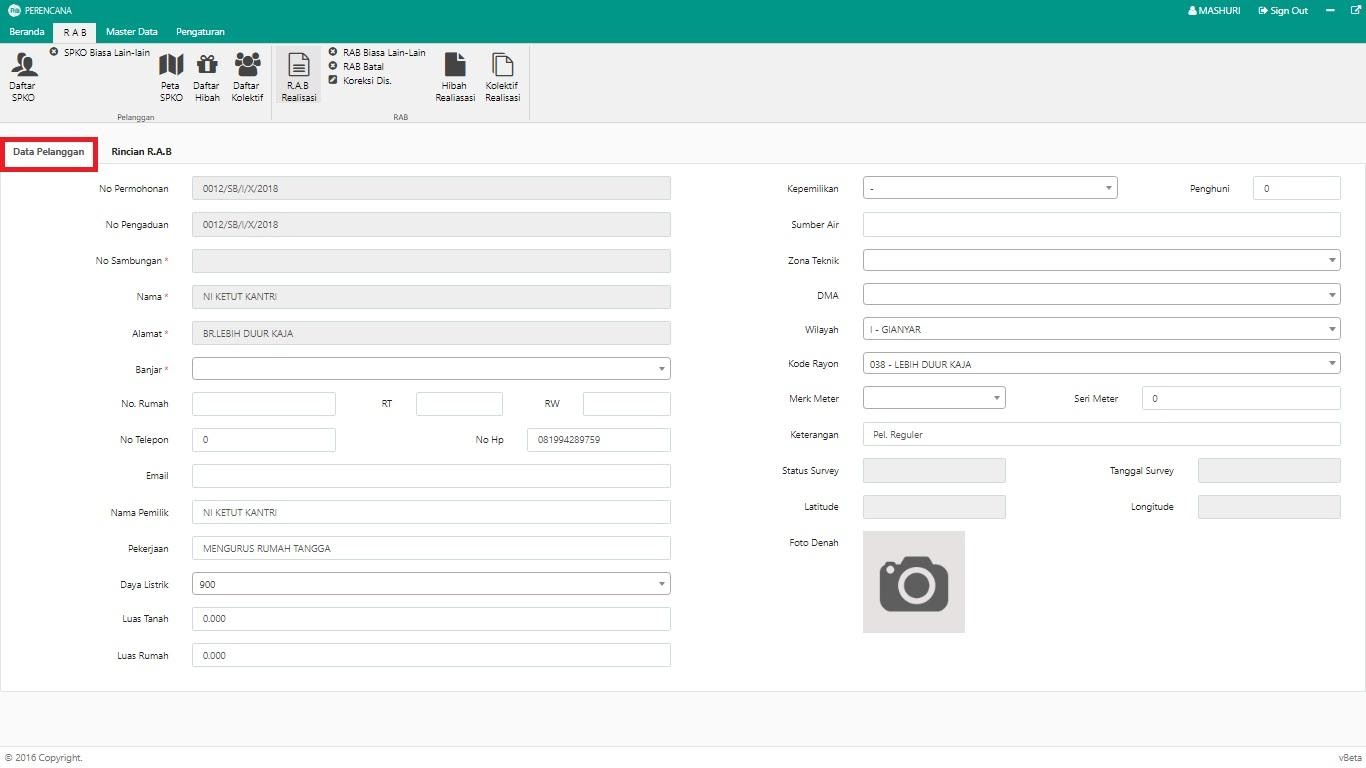 Rab PERENCANA
MASHURI Sign Out
Beranda R A B Master Data Pengaturan
SPKO Biasa Lain-lain
Daftar SPKO
Peta SPKO
Daftar Hibah
Daftar Kolektif
Pelanggan
R.A.B Realisasi
RAB Biasa Lain-Lain
RAB Batal
Koreksi Dis.
Hibah Realiasasi
Kolektif Realisasi
RAB
Data Pelanggan Rincian R.A.B
No Permohonan 0012/SB/I/X/2018
No Pengaduan 0012/SB/I/X/2018
No Sambungan *
Nama * NI KETUT KANTRI
Alamat * BR.LEBIH DUUR KAJA
Banjar *
No. Rumah RT RW
No Telepon 0 No Hp 081994289759
Email
Nama Pemilik NI KETUT KANTRI
Pekerjaan MENGURUS RUMAH TANGGA
Daya Listrik 900
Luas Tanah 0.000
Luas Rumah 0.000
Kepemilikan - Penghuni 0
Sumber Air
Zona Teknik
DMA
Wilayah I - GIANYAR
Kode Rayon 038 - LEBIH DUUR KAJA
Merk Meter Seri Meter 0
Keterangan Pel. Reguler
Status Survey Tanggal Survey
Latitude Longitude
Foto Denah
© 2016 Copyright. vBeta